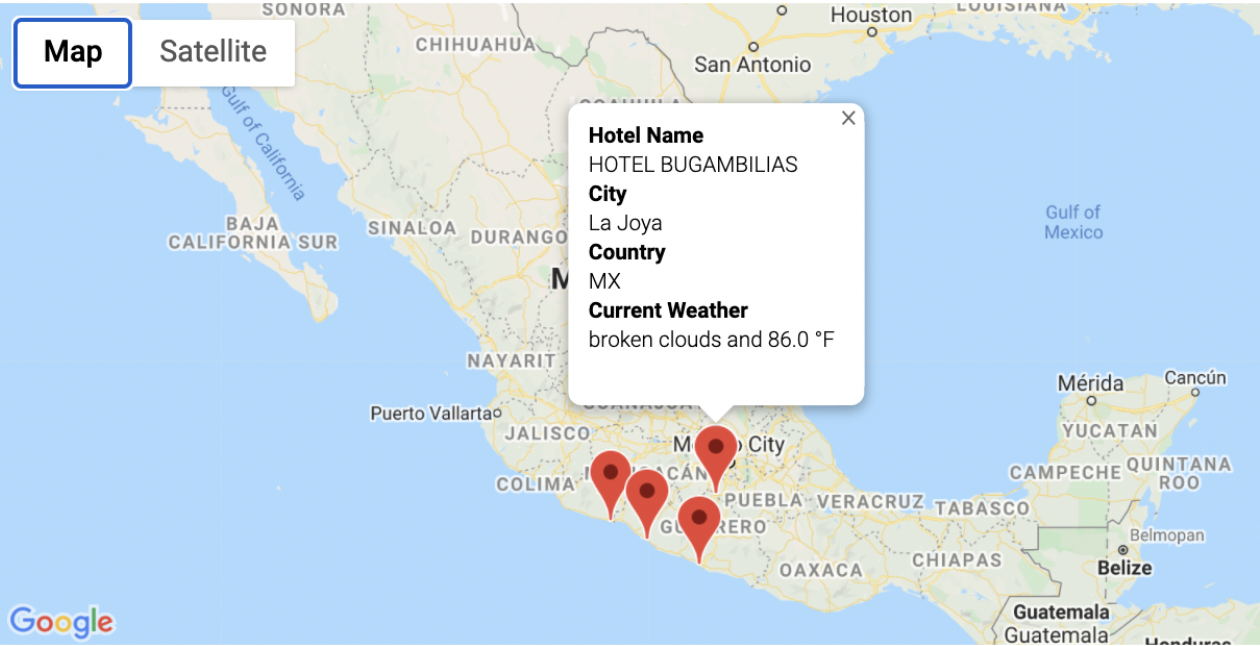 SONORA
Houston
LOUISIANA
Map
Satellite
CHIHUAHUA
San Antonio
COAHUILA
Gulf of California
Hotel Name
HOTEL BUGAMBILIAS
City
La Joya
Country
MX
Current Weather
broken clouds and 86.0 °F
BAJA
CALIFORNIA SUR
SINALOA
DURANGO
M
Gulf of
Mexico
NAYARIT
Mérida
Cancún
Puerto Vallarta
JALISCO
City
YUCATAN
COLIMA
CAMPECHE
QUINTANA
ROO
PUEBLA
VERACRUZ
TABASCO
OAXACA
CHIAPAS
Belmopan
Belize
Google
Guatemala
Guatemala
Honduras